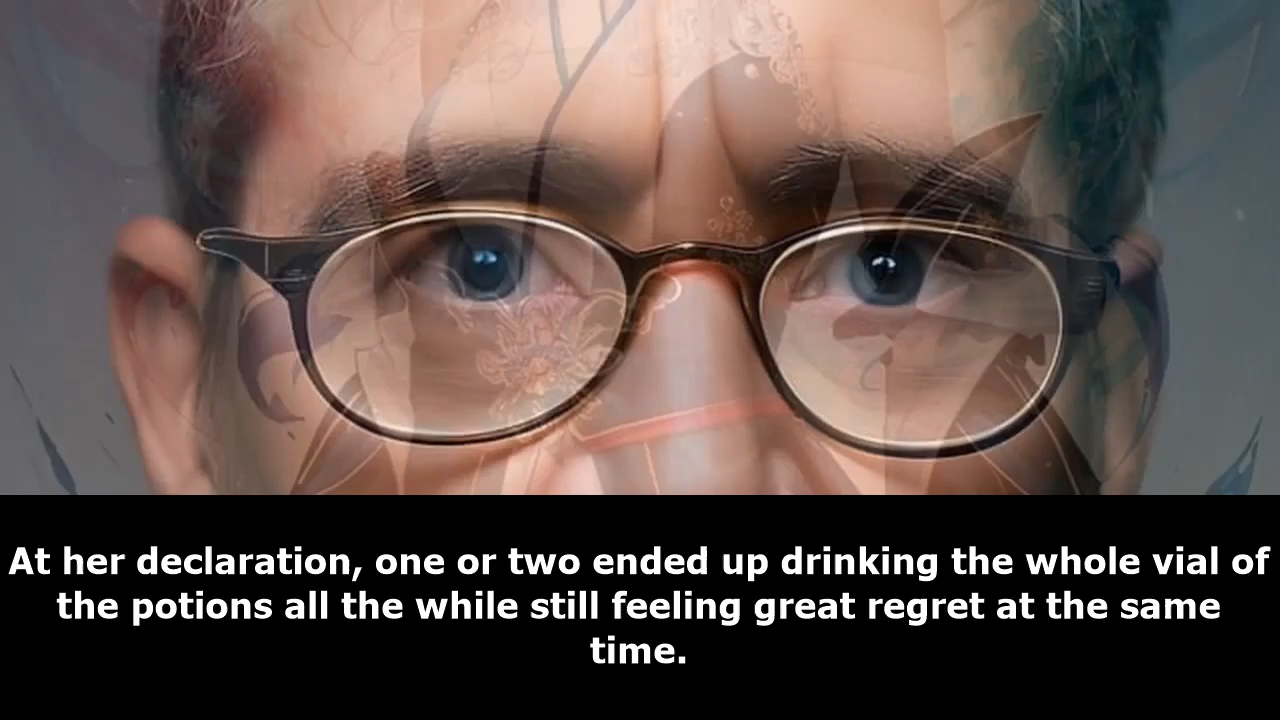 At her declaration, one or two ended up drinking the whole vial of
the potions all the while still feeling great regret at the same
time.